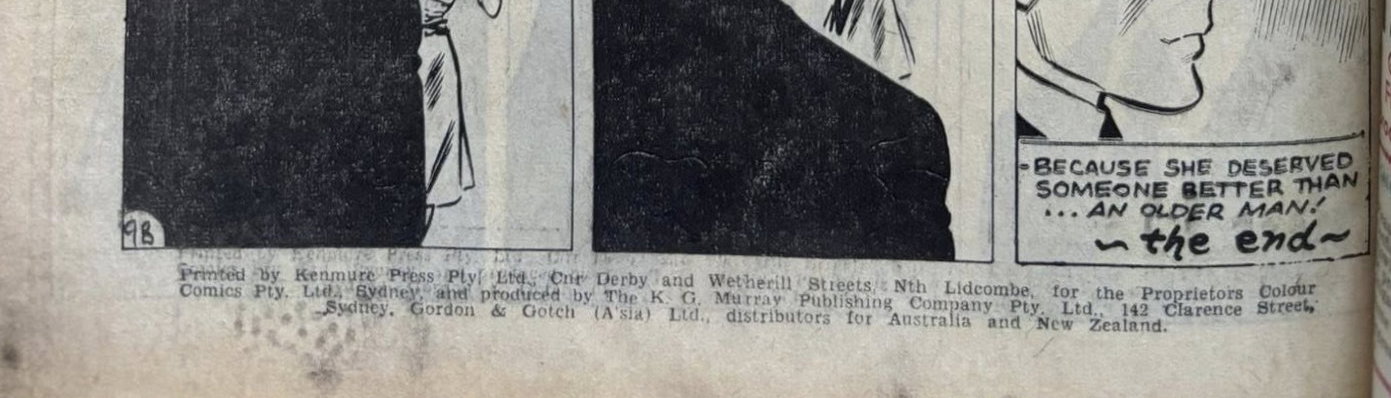 BECAUSE SHE DESERVED
SOMEONE BETTER THAN
... AN OLDER MAN!
~ the end ~
9B
Printed by Kenmure Press Pty. Ltd., Cnr Derby and Wetherill Streets, Nth Lidcombe, for the Proprietors Colour
Comics Pty. Ltd., Sydney, and produced by The K. G. Murray Publishing Company Pty. Ltd., 142 Clarence Street,
Sydney. Gordon & Gotch (A'sia) Ltd., distributors for Australia and New Zealand.